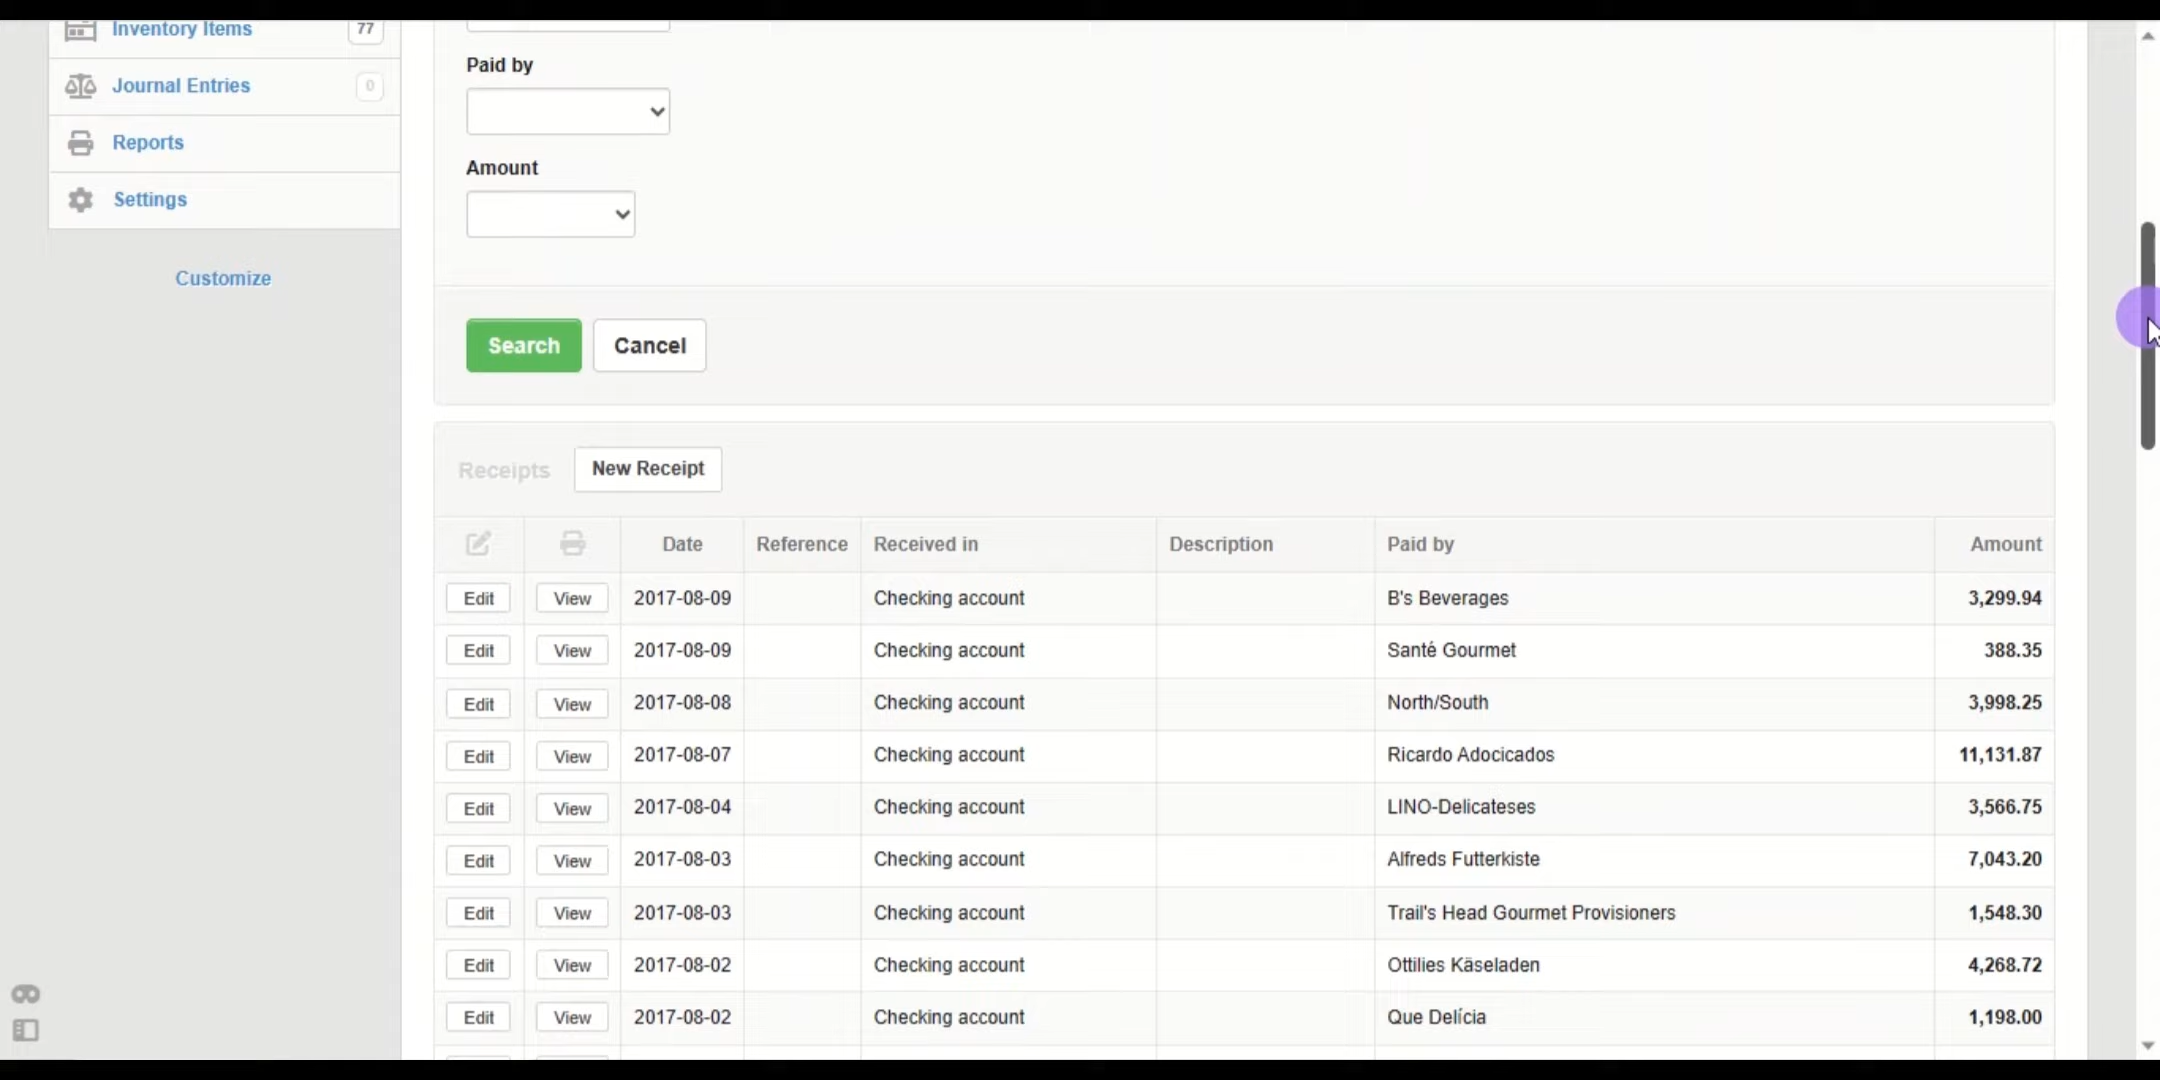 Inventory Items 77
Journal Entries 0
Reports
Settings
Customize
Paid by
Amount
Search Cancel
Receipts New Receipt
Date Reference Received in Description Paid by Amount
Edit View 2017-08-09 Checking account B's Beverages 3,299.94
Edit View 2017-08-09 Checking account Santé Gourmet 388.35
Edit View 2017-08-08 Checking account North/South 3,998.25
Edit View 2017-08-07 Checking account Ricardo Adocicados 11,131.87
Edit View 2017-08-04 Checking account LINO-Delicateses 3,566.75
Edit View 2017-08-03 Checking account Alfreds Futterkiste 7,043.20
Edit View 2017-08-03 Checking account Trail's Head Gourmet Provisioners 1,548.30
Edit View 2017-08-02 Checking account Ottilies Käseladen 4,268.72
Edit View 2017-08-02 Checking account Que Delícia 1,198.00